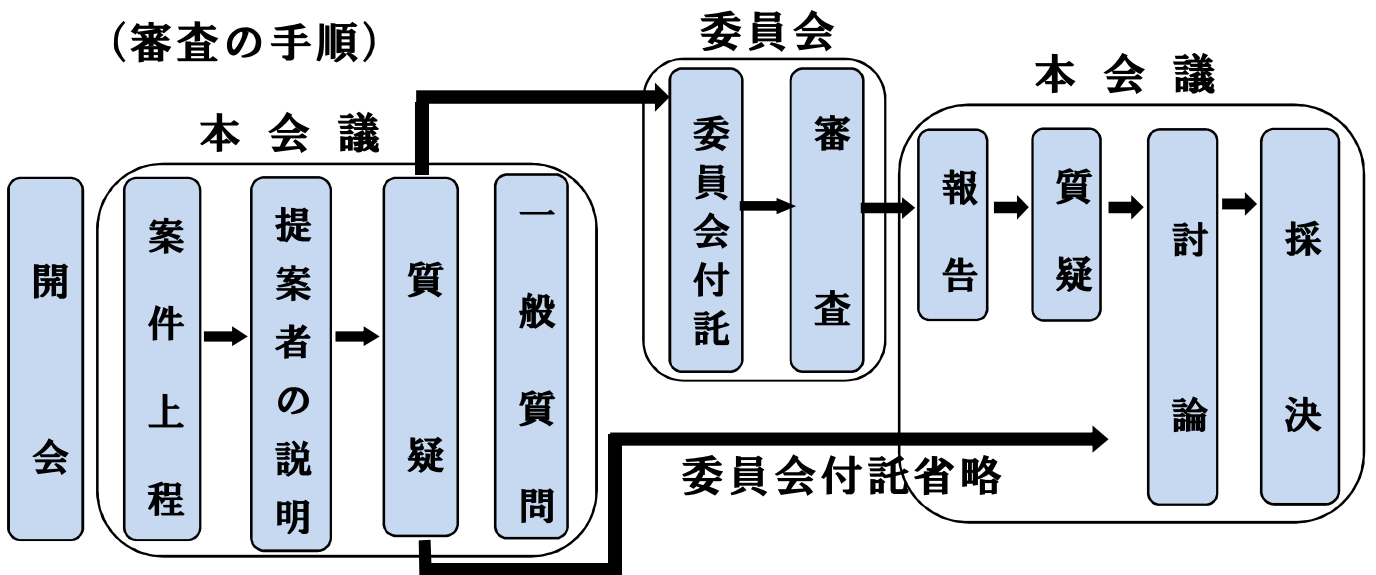 （審査の手順）
本会議
開会
案件上程
提案者の説明
質疑
一般質問
委員会
委員会付託
審査
本会議
報告
質疑
討論
採決
委員会付託省略